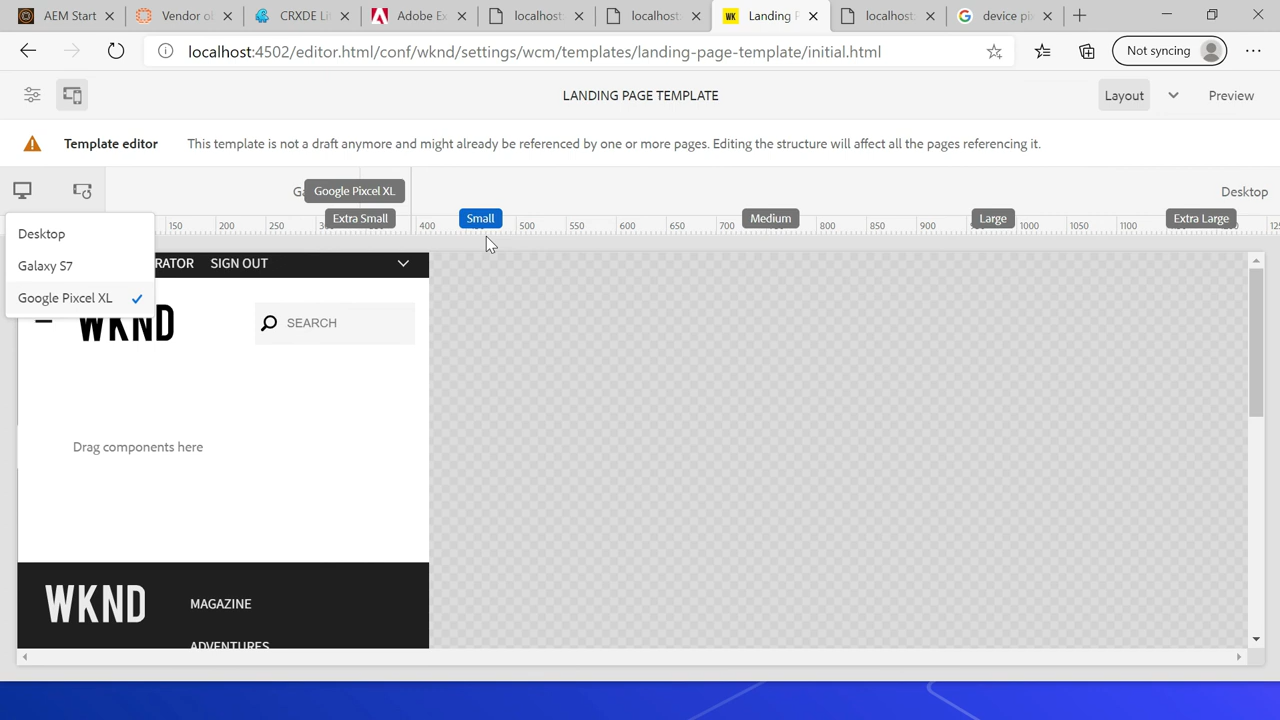 AEM Start
Vendor of
CRXDE Li
Adobe Ex
localhost
localhost:
WK Landing P
localhost:
device pi
localhost:4502/editor.html/conf/wknd/settings/wcm/templates/landing-page-template/initial.html
Not syncing
LANDING PAGE TEMPLATE
Layout
Preview
Template editor
This template is not a draft anymore and might already be referenced by one or more pages. Editing the structure will affect all the pages referencing it.
Ga
Google Pixcel XL
Desktop
Extra Small
Small
Medium
Large
Extra Large
150 200 250 400 500 550 600 650 700 800 850 900 1000 1050 1100
Desktop
Galaxy S7
Google Pixcel XL
RATOR
SIGN OUT
WKND
SEARCH
Drag components here
WKND
MAGAZINE
ADVENTURES